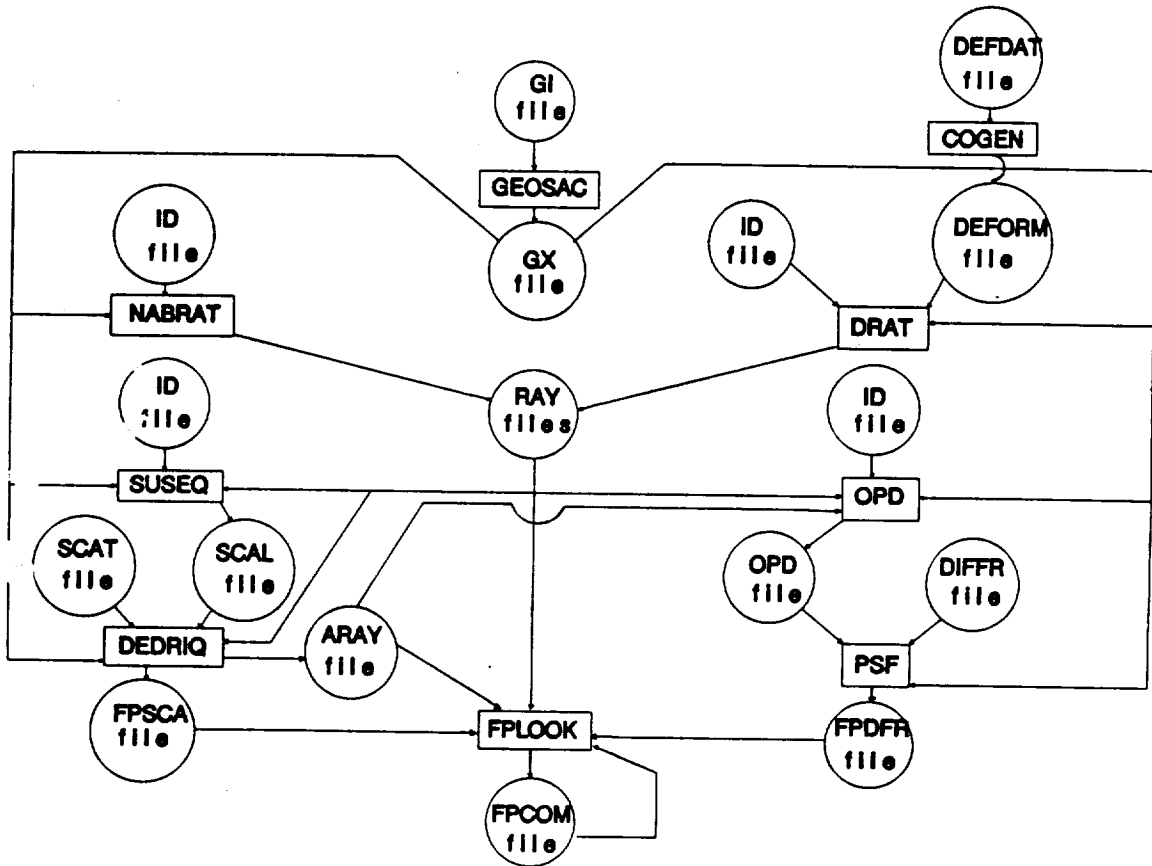 DEFDAT
file
GI
file
COGEN
GEOSAC
ID
file
ID
file
DEFORM
file
GX
file
NABRAT
DRAT
ID
file
RAY
files
ID
file
SUSEQ
OPD
SCAT
file
SCAL
file
OPD
file
DIFFR
file
DEDRIQ
ARAY
file
PSF
FPSCA
file
FPLOOK
FPDFR
file
FPCOM
file